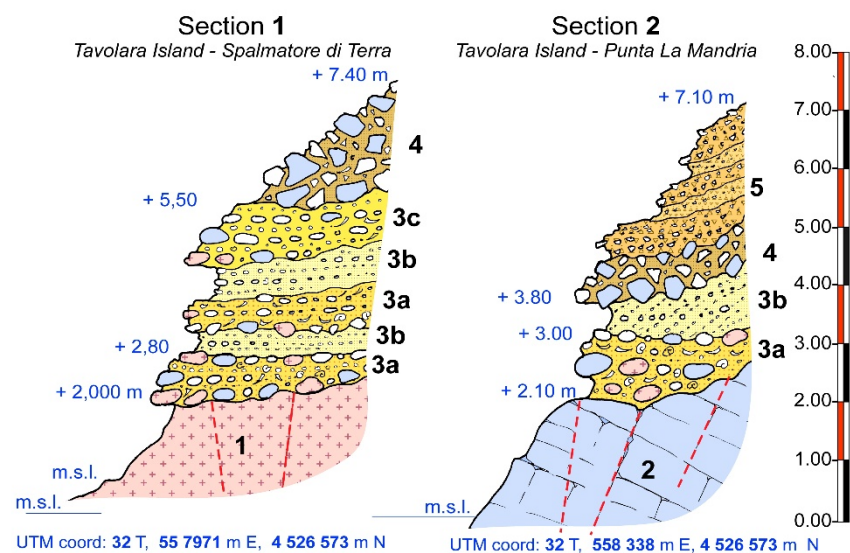 Section 1
Tavolara Island - Spalmatore di Terra
+ 7.40 m
4
+ 5,50
3c
3b
3a
3b
+ 2,80
3a
+ 2,000 m
1
m.s.l.
m.s.l.
UTM coord: 32 T, 55 7971 m E, 4 526 573 m N
Section 2
Tavolara Island - Punta La Mandria
+ 7.10 m
5
4
+ 3.80
3b
+ 3.00
3a
+ 2.10 m
2
m.s.l.
UTM coord: 32 T, 558 338 m E, 4 526 573 m N
8.00
7.00
6.00
5.00
4.00
3.00
2.00
1.00
0.00